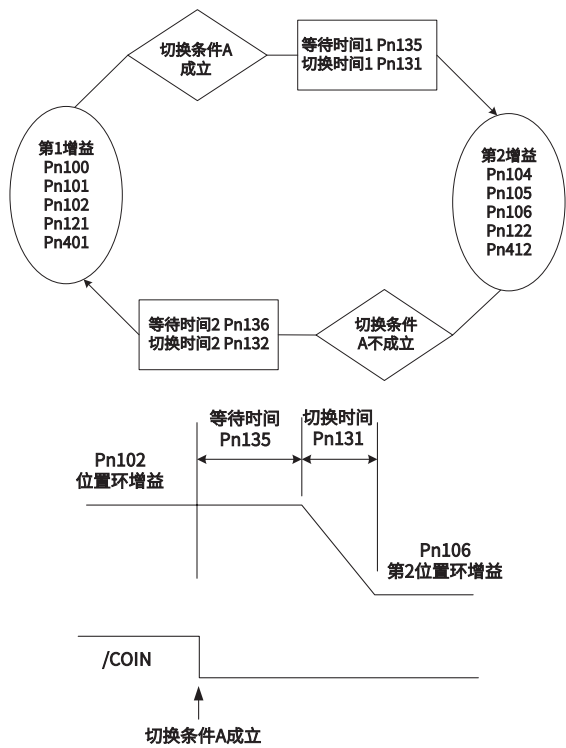 切换条件A
成立
等待时间1 Pn135
切换时间1 Pn131
第1增益
Pn100
Pn101
Pn102
Pn121
Pn401
第2增益
Pn104
Pn105
Pn106
Pn122
Pn412
等待时间2 Pn136
切换时间2 Pn132
切换条件
A不成立
等待时间
Pn135
切换时间
Pn131
Pn102
位置环增益
Pn106
第2位置环增益
/COIN
切换条件A成立